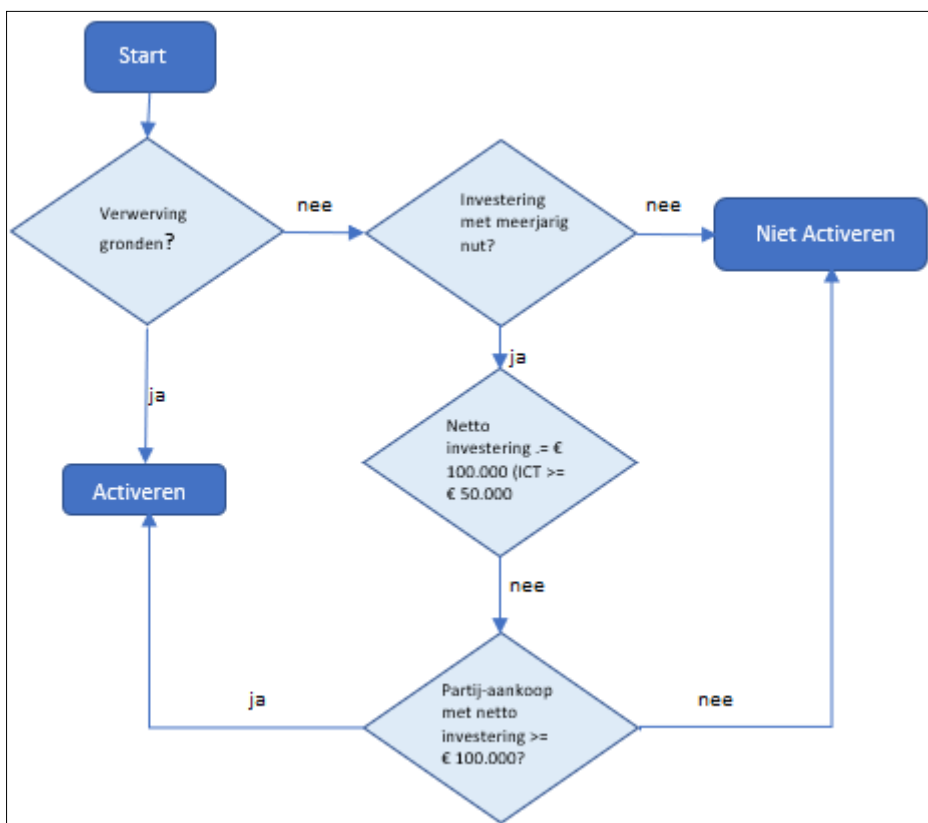 Start
Verwerving
gronden?
nee
Investering
met meerjarig
nut?
nee
Niet Activeren
ja
ja
Netto
investering .= €
100.000 (ICT >=
€ 50.000
Activeren
nee
Partij-aankoop
met netto
investering >=
€ 100.000?
ja
nee